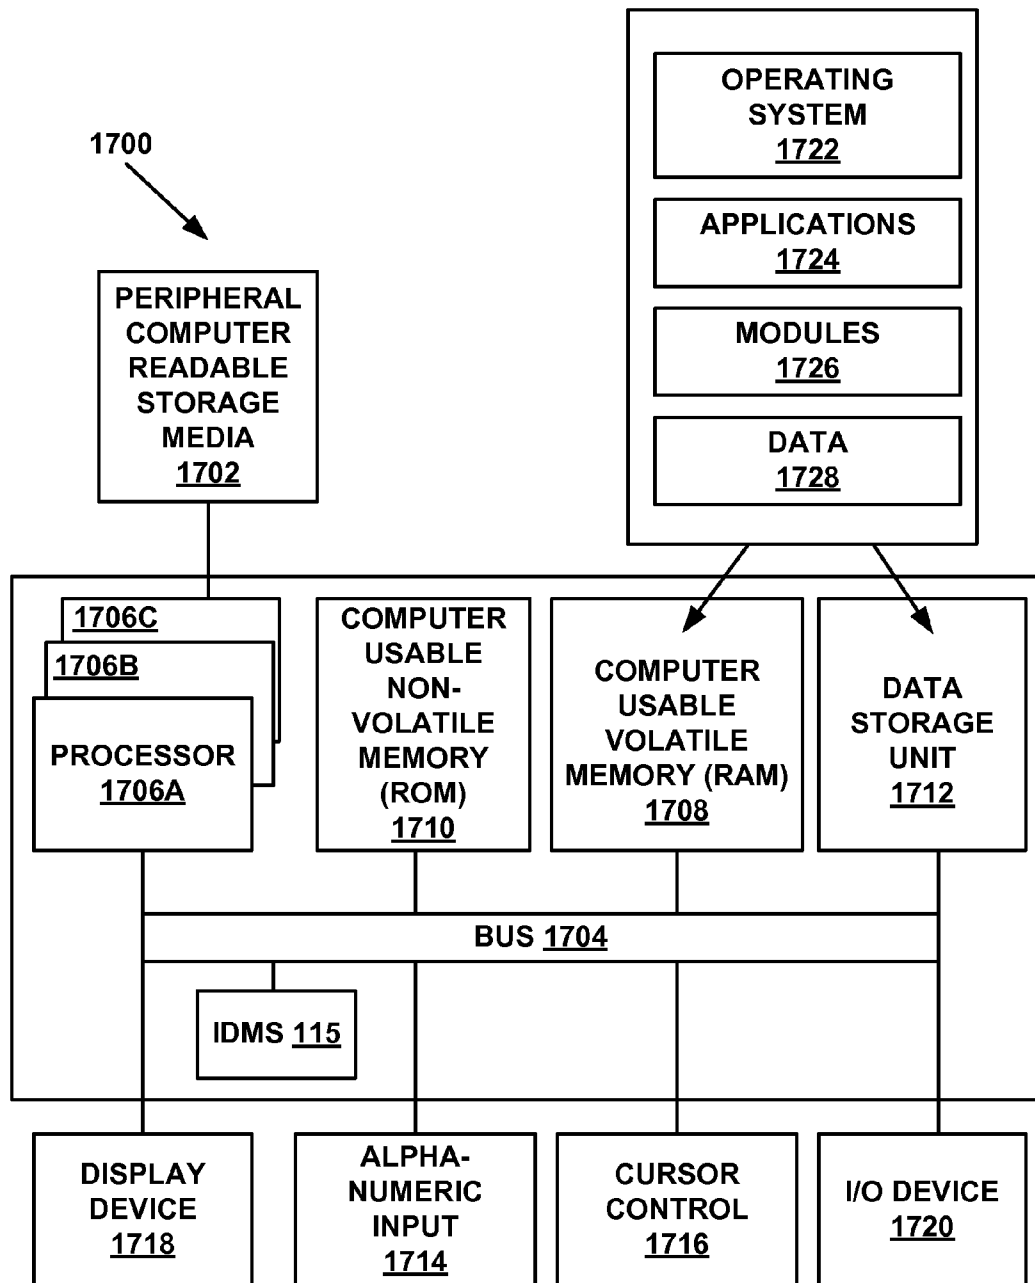 1700
PERIPHERAL
COMPUTER
READABLE
STORAGE
MEDIA
1702
OPERATING
SYSTEM
1722
APPLICATIONS
1724
MODULES
1726
DATA
1728
1706C
1706B
PROCESSOR
1706A
COMPUTER
USABLE
NON-
VOLATILE
MEMORY
(ROM)
1710
COMPUTER
USABLE
VOLATILE
MEMORY (RAM)
1708
DATA
STORAGE
UNIT
1712
BUS 1704
IDMS 115
DISPLAY
DEVICE
1718
ALPHA-
NUMERIC
INPUT
1714
CURSOR
CONTROL
1716
I/O DEVICE
1720